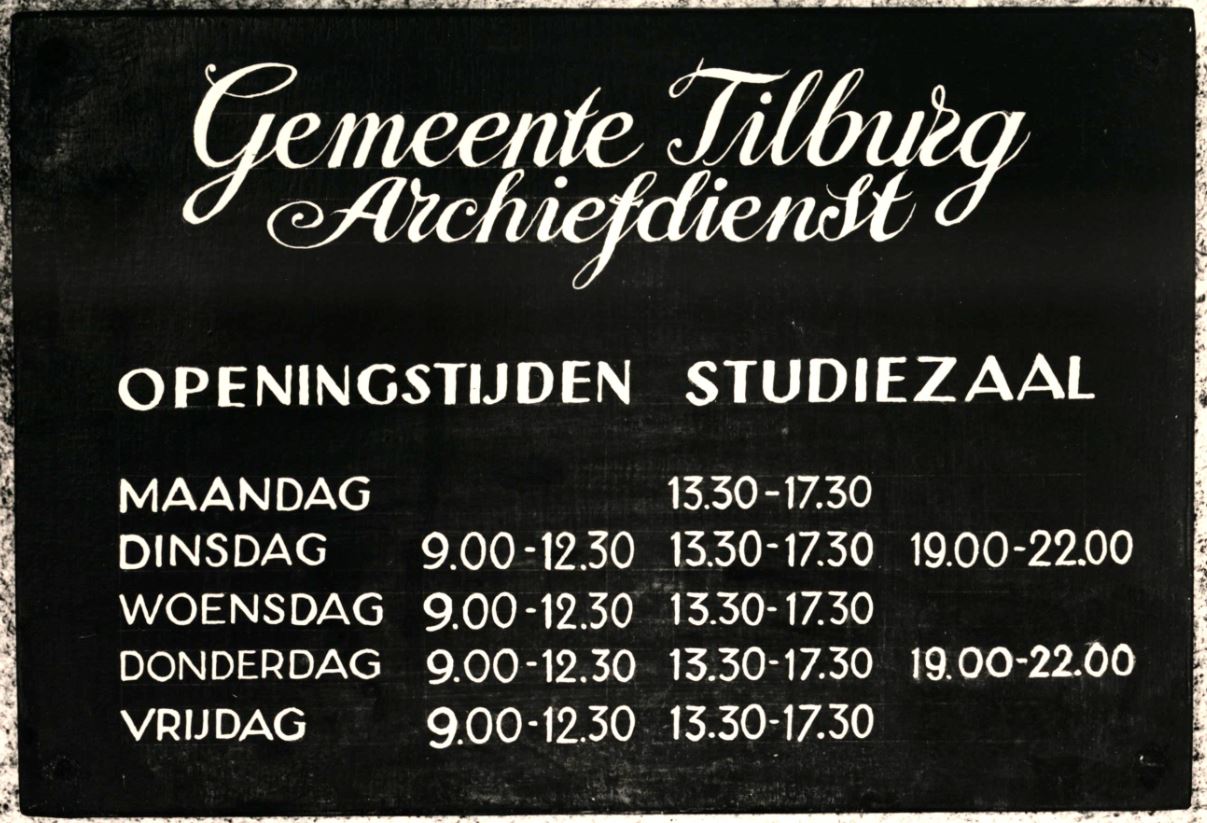 Gemeente Tilburg
Archiefdienst
OPENINGSTIJDEN STUDIEZAAL
MAANDAG 13.30-17.30
DINSDAG 9.00-12.30 13.30-17.30 19.00-22.00
WOENSDAG 9.00-12.30 13.30-17.30
DONDERDAG 9.00-12.30 13.30-17.30 19.00-22.00
VRIJDAG 9.00-12.30 13.30-17.30